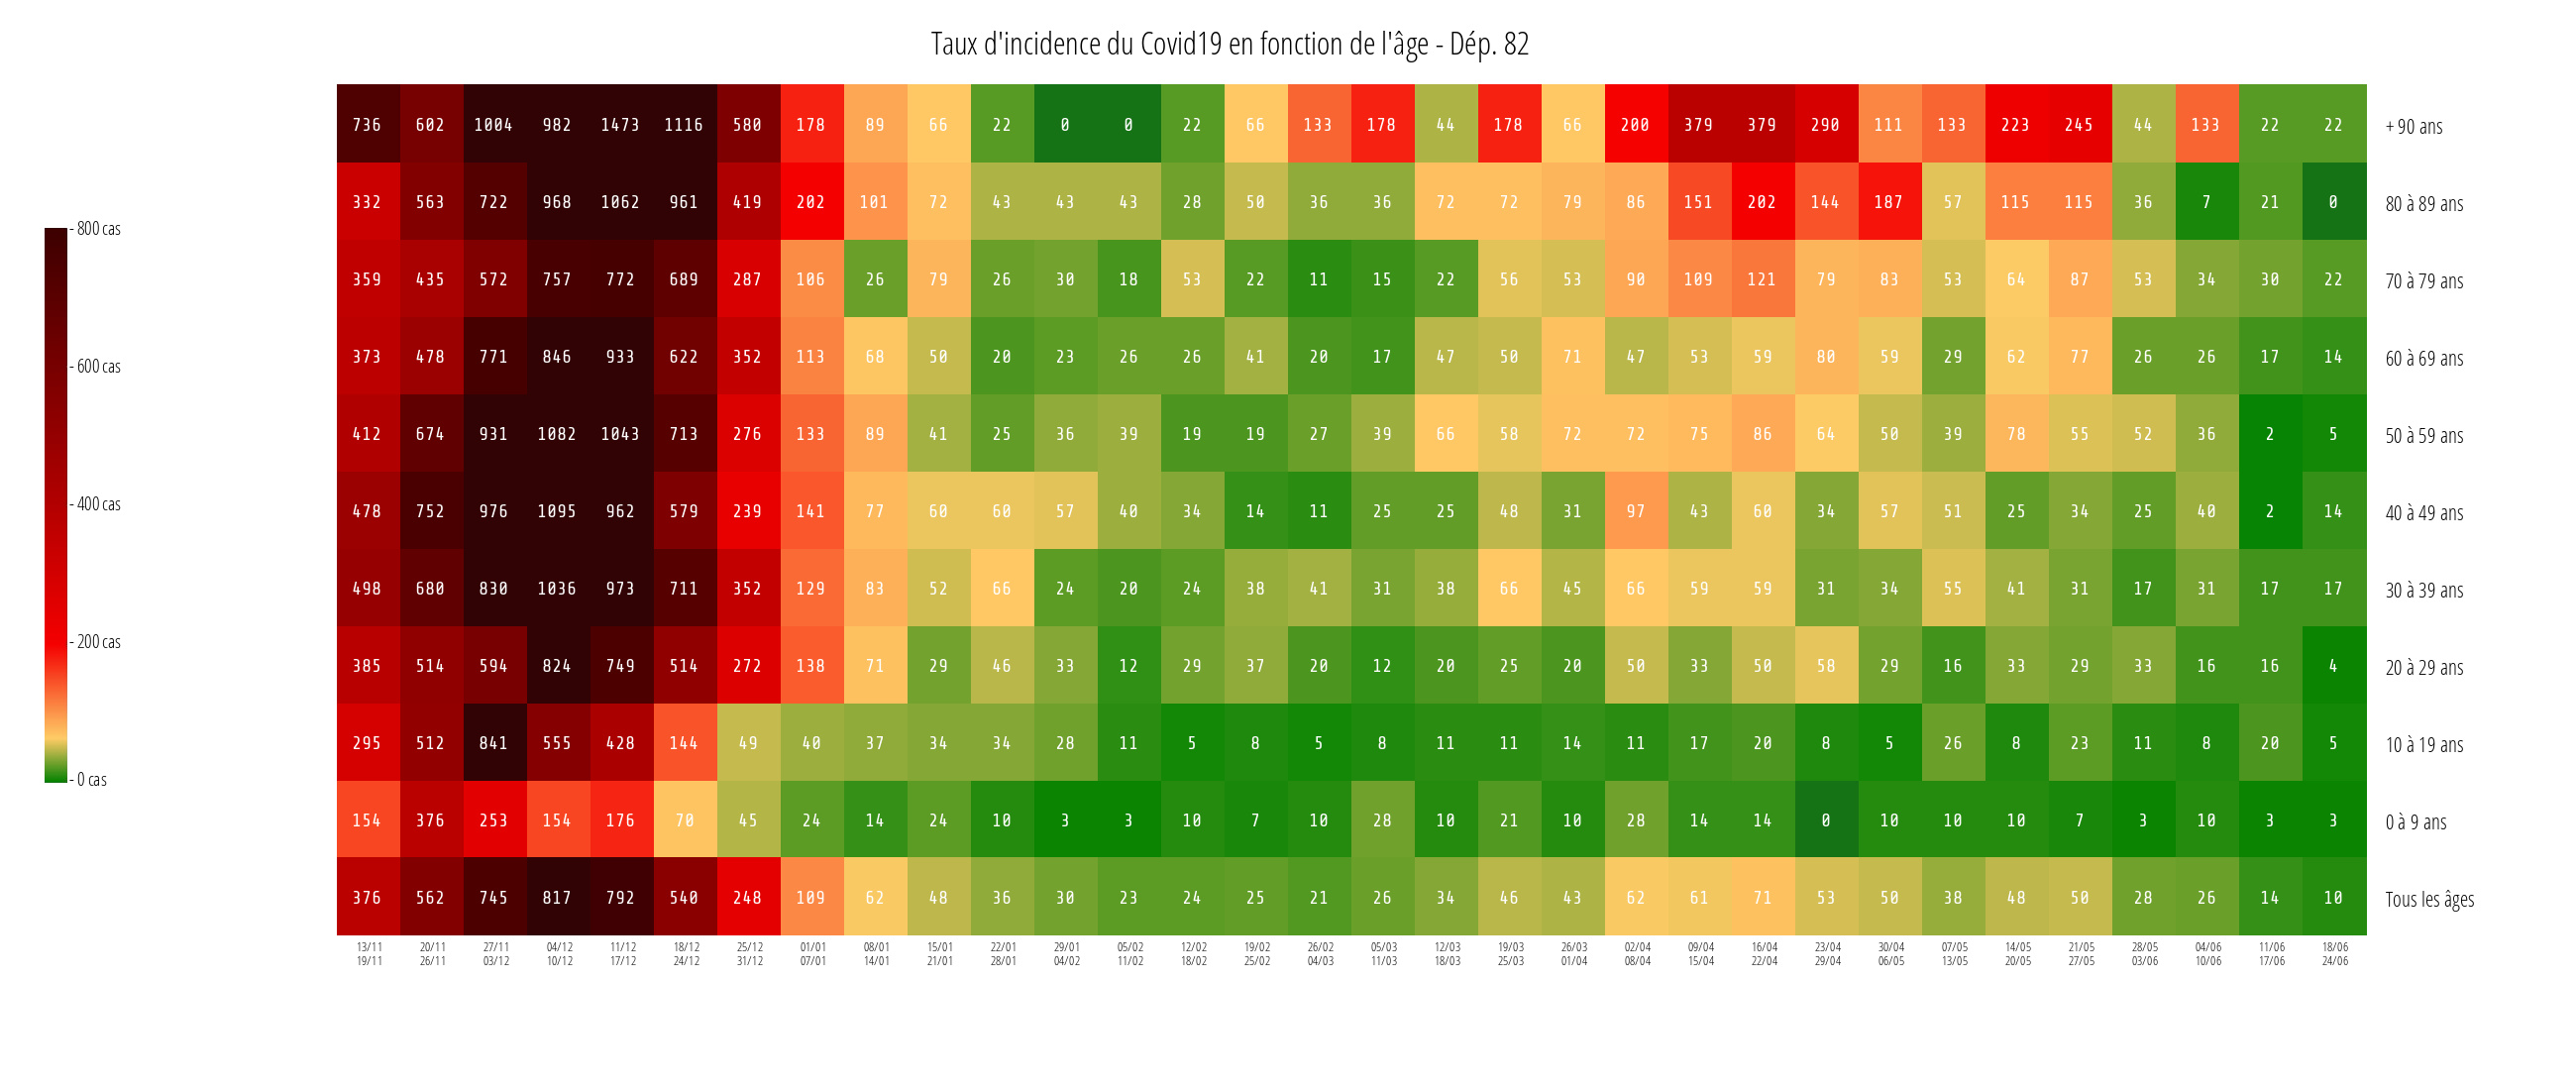 Taux d'incidence du Covid19 en fonction de l'âge - Dép. 82
736 602 1004 982 1473 1116 580 178 89 66 22 0 0 22 66 133 178 44 178 66 200 379 379 290 111 133 223 245 44 133 22 22 + 90 ans
332 563 722 968 1062 961 419 202 101 72 43 43 43 28 50 36 36 72 72 79 86 151 202 144 187 57 115 115 36 7 21 0 80 à 89 ans
359 435 572 757 772 689 287 106 26 79 26 30 18 53 22 11 15 22 56 53 90 109 121 79 83 53 64 87 53 34 30 22 70 à 79 ans
373 478 771 846 933 622 352 113 68 50 20 23 26 26 41 20 17 47 50 71 47 53 59 80 59 29 62 77 26 26 17 14 60 à 69 ans
412 674 931 1082 1043 713 276 133 89 41 25 36 39 19 19 27 39 66 58 72 72 75 86 64 50 39 78 55 52 36 2 5 50 à 59 ans
478 752 976 1095 962 579 239 141 77 60 60 57 40 34 14 11 25 25 48 31 97 43 60 34 57 51 25 34 25 40 2 14 40 à 49 ans
498 680 830 1036 973 711 352 129 83 52 66 24 20 24 38 41 31 38 66 45 66 59 59 31 34 55 41 31 17 31 17 17 30 à 39 ans
385 514 594 824 749 514 272 138 71 29 46 33 12 29 37 20 12 20 25 20 50 33 50 58 29 16 33 29 33 16 16 4 20 à 29 ans
295 512 841 555 428 144 49 40 37 34 34 28 11 5 8 5 8 11 11 14 11 17 20 8 5 26 8 23 11 8 20 5 10 à 19 ans
154 376 253 154 176 70 45 24 14 24 10 3 3 10 7 10 28 10 21 10 28 14 14 0 10 10 10 7 3 10 3 3 0 à 9 ans
376 562 745 817 792 540 248 109 62 48 36 30 23 24 25 21 26 34 46 43 62 61 71 53 50 38 48 50 28 26 14 10 Tous les âges
13/11 20/11 27/11 04/12 11/12 18/12 25/12 01/01 08/01 15/01 22/01 29/01 05/02 12/02 19/02 26/02 05/03 12/03 19/03 26/03 02/04 09/04 16/04 23/04 30/04 07/05 14/05 21/05 28/05 04/06 11/06 18/06
19/11 26/11 03/12 10/12 17/12 24/12 31/12 07/01 14/01 21/01 28/01 04/02 11/02 18/02 25/02 04/03 11/03 18/03 25/03 01/04 08/04 15/04 22/04 29/04 06/05 13/05 20/05 27/05 03/06 10/06 17/06 24/06
- 800 cas
- 600 cas
- 400 cas
- 200 cas
- 0 cas